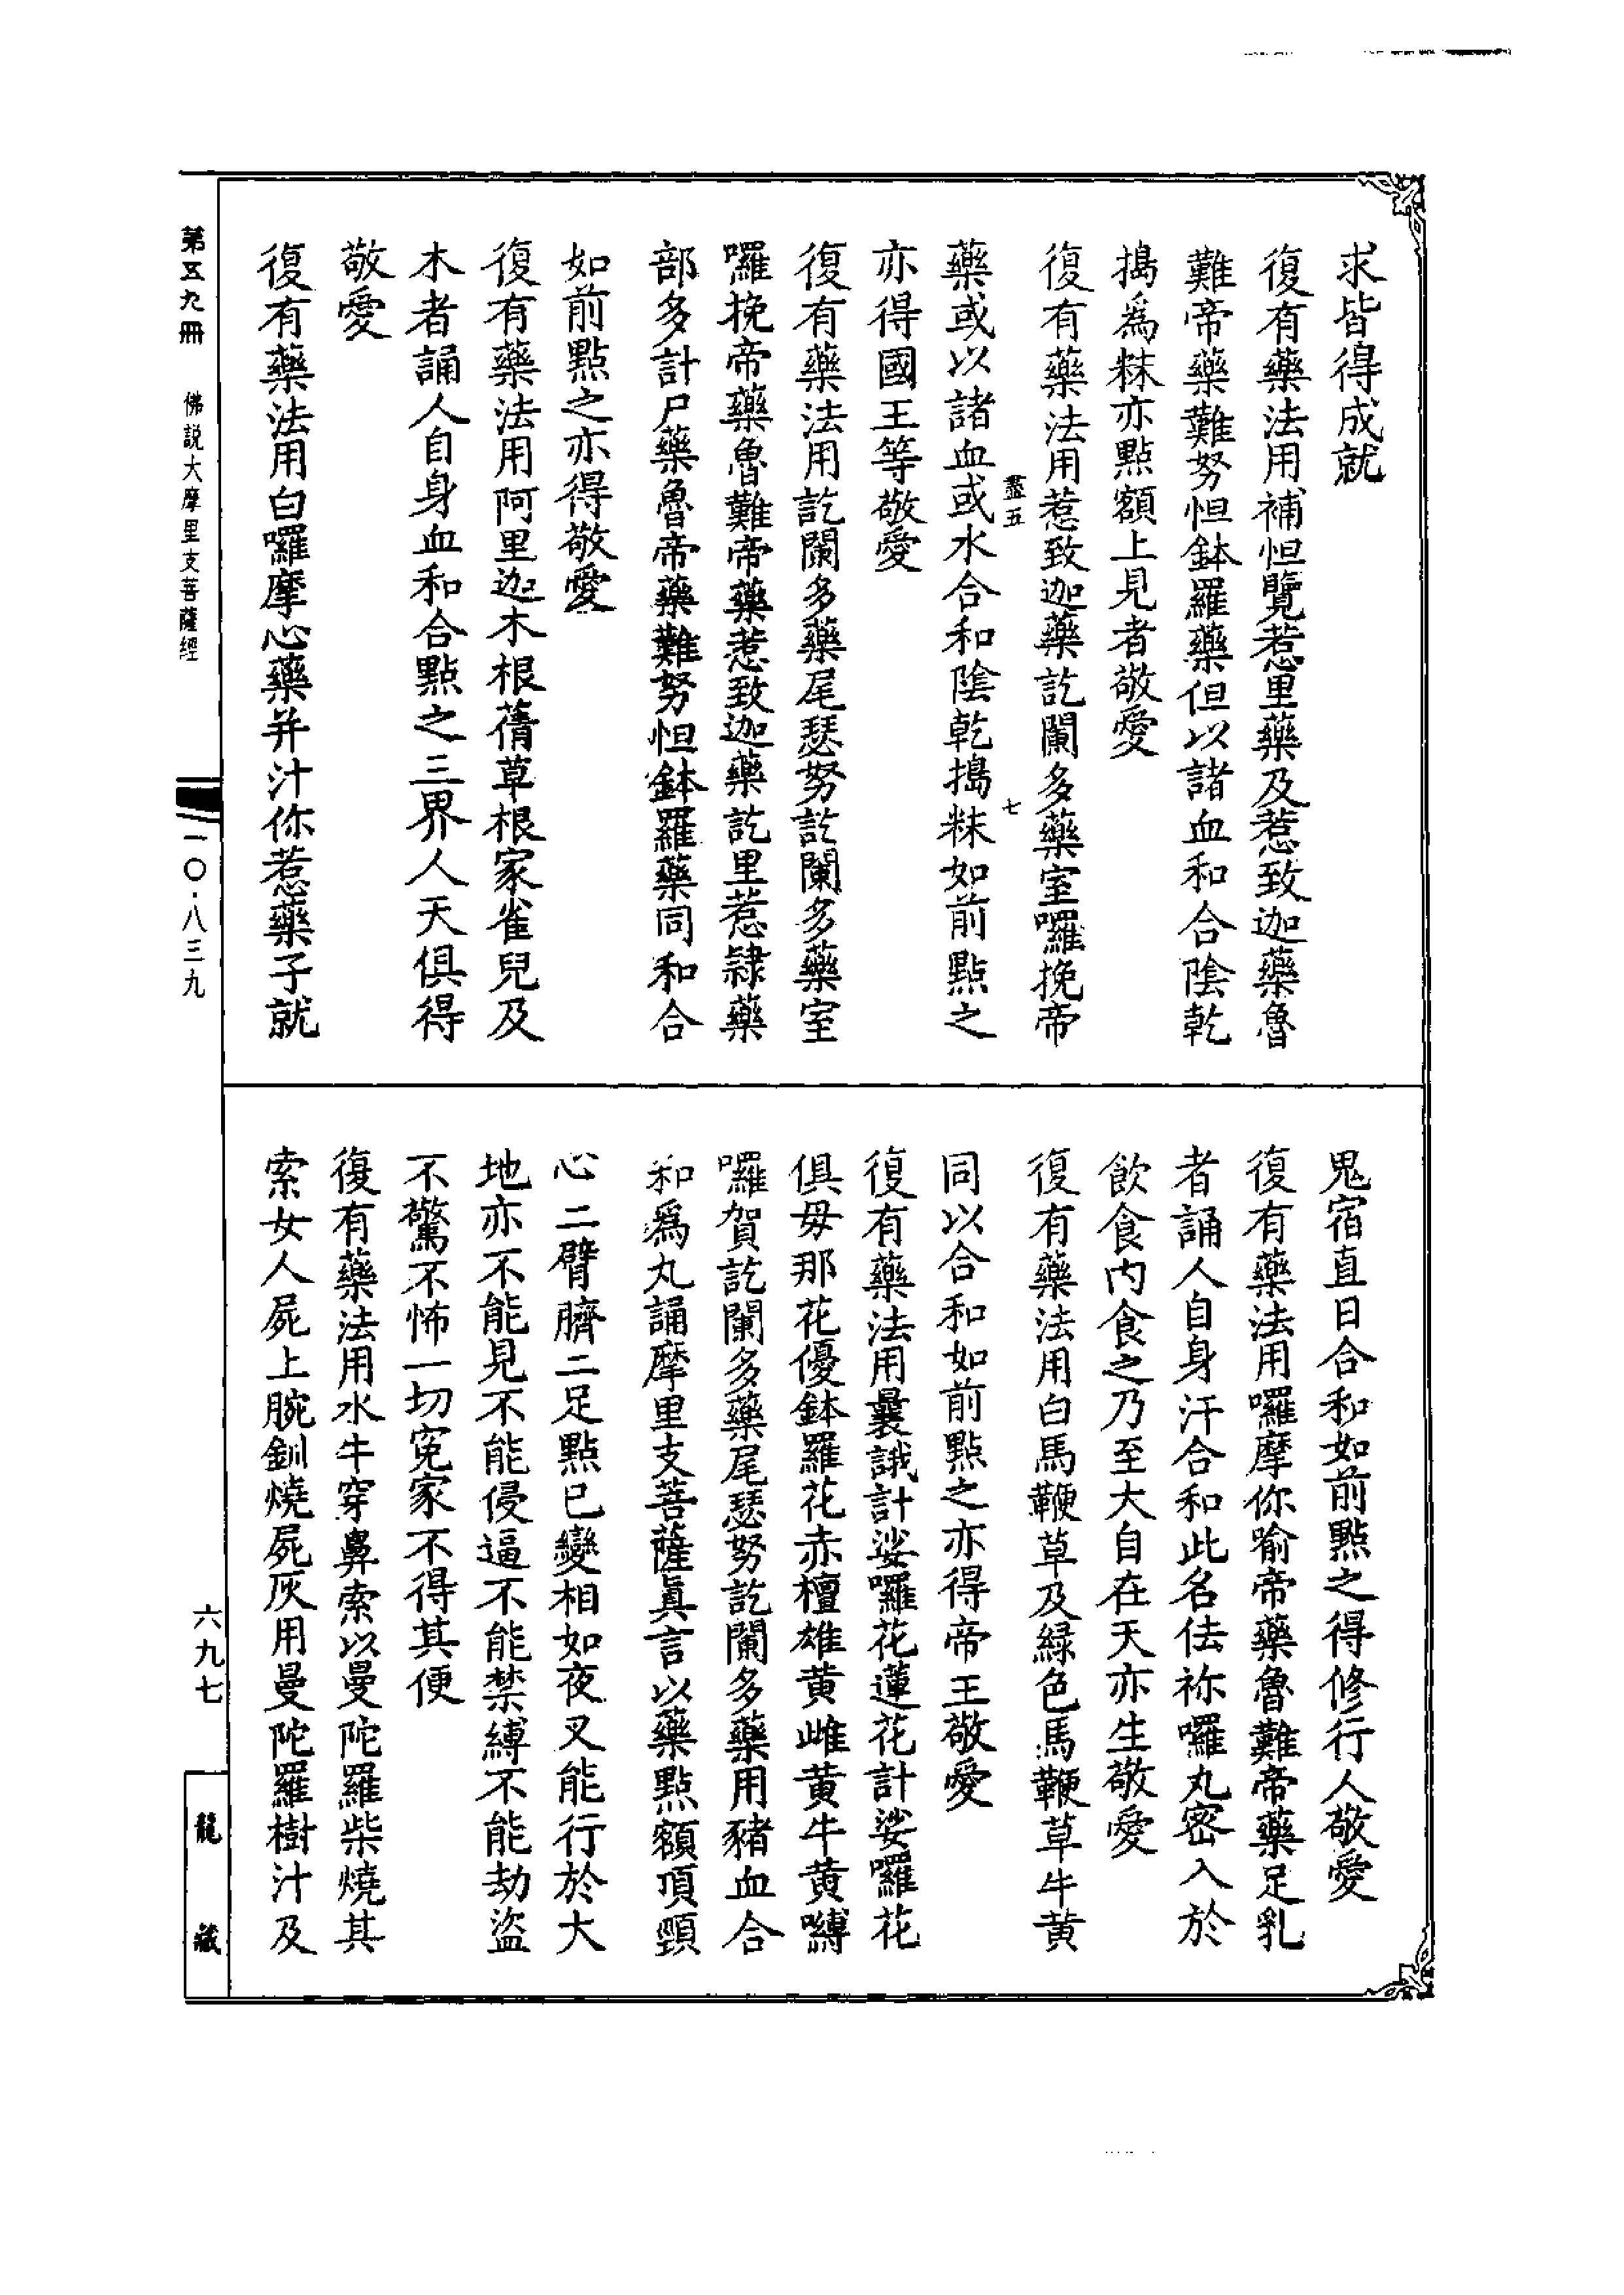 求皆得成就
復有藥法用補怛覽惹里藥及惹致迦藥魯
難帝藥難努怛鉢羅藥但以諸血和合陰乾
搗為粖亦點額上見者敬愛
復有藥法用惹致迦藥訖闌多藥室囉挽帝
盡五
七
藥或以諸血或水合和陰乾搗粖如前點之
亦得國王等敬愛
復有藥法用訖闌多藥尾瑟努訖闌多藥室
囉挽帝藥魯難帝藥惹致迦藥訖里惹隸藥
部多計尸藥魯帝藥難努怛鉢羅藥同和合
如前點之亦得敬愛
復有藥法用阿里迦木根蒨草根家雀兒及
木者誦人自身血和合點之三界人天俱得
敬愛
復有藥法用白囉摩心藥并汁你惹藥子就
鬼宿直日合和如前點之得修行人敬愛
復有藥法用囉摩你喻帝藥魯難帝藥足乳
者誦人自身汗合和此名佉祢囉丸密入於
飲食內食之乃至大自在天亦生敬愛
復有藥法用白馬鞭草及綠色馬鞭草牛黃
同以合和如前點之亦得帝王敬愛
復有藥法用曩誐計娑囉花蓮花計娑囉花
俱毋那花優鉢羅花赤檀雄黃雌黃牛黃嚩
囉賀訖闌多藥尾瑟努訖闌多藥用豬血合
和為丸誦摩里支菩薩真言以藥點額項頸
心二臂臍二足點已變相如夜叉能行於大
地亦不能見不能侵逼不能禁縛不能劫盜
不驚不怖一切冤家不得其便
復有藥法用水牛穿鼻索以曼陀羅柴燒其
索女人屍上腕釧燒屍灰用曼陀羅樹汁及
第五九冊
佛説大摩里支菩薩經
一〇·八三九
六九七
龍藏